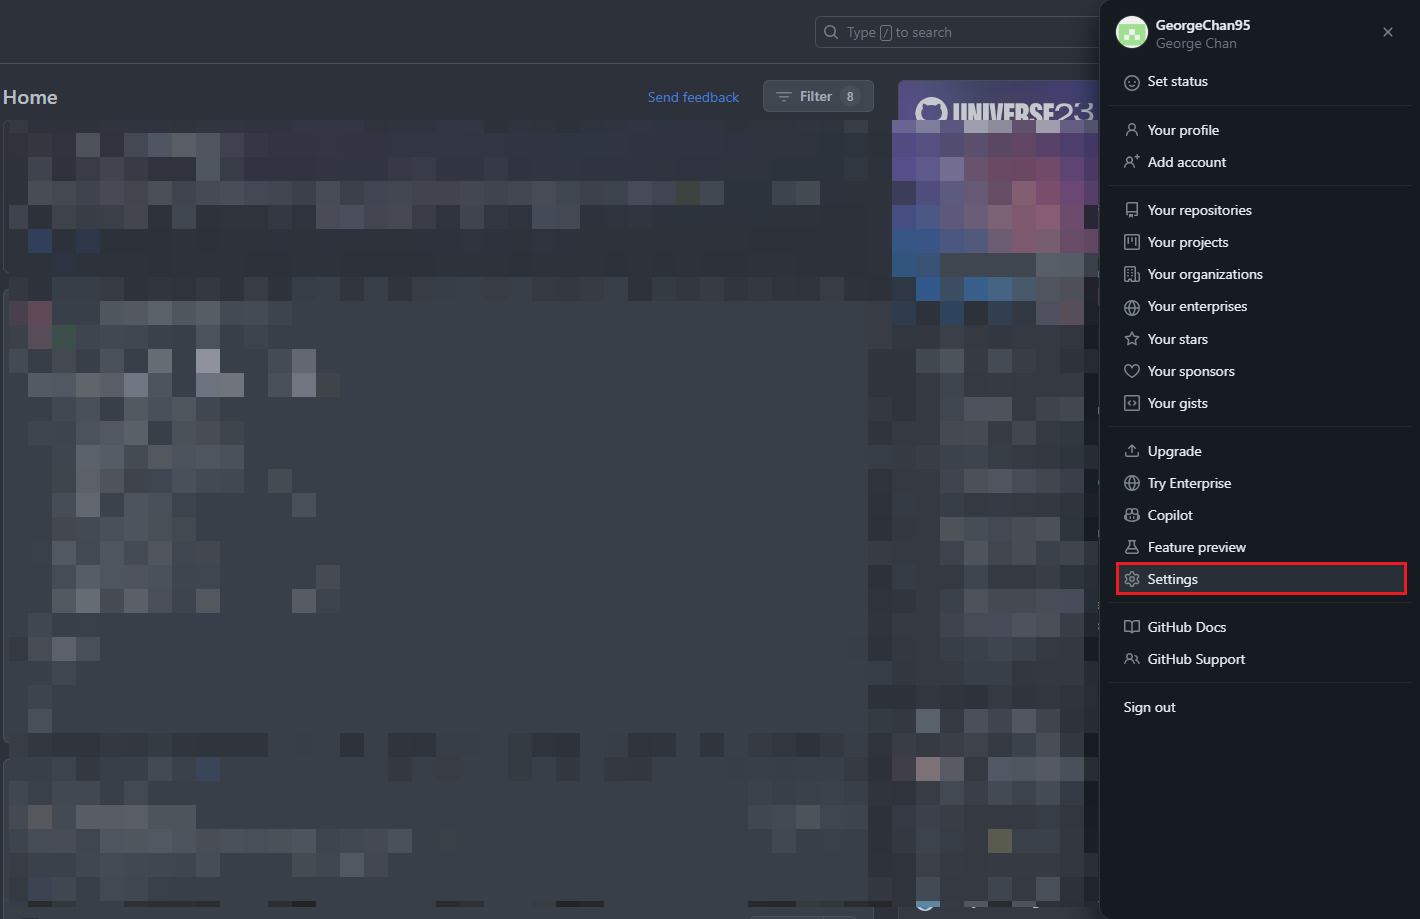 Type / to search
Home
Send feedback
Filter 8
UNIVERSE23
GeorgeChan95
George Chan
Set status
Your profile
Add account
Your repositories
Your projects
Your organizations
Your enterprises
Your stars
Your sponsors
Your gists
Upgrade
Try Enterprise
Copilot
Feature preview
Settings
GitHub Docs
GitHub Support
Sign out